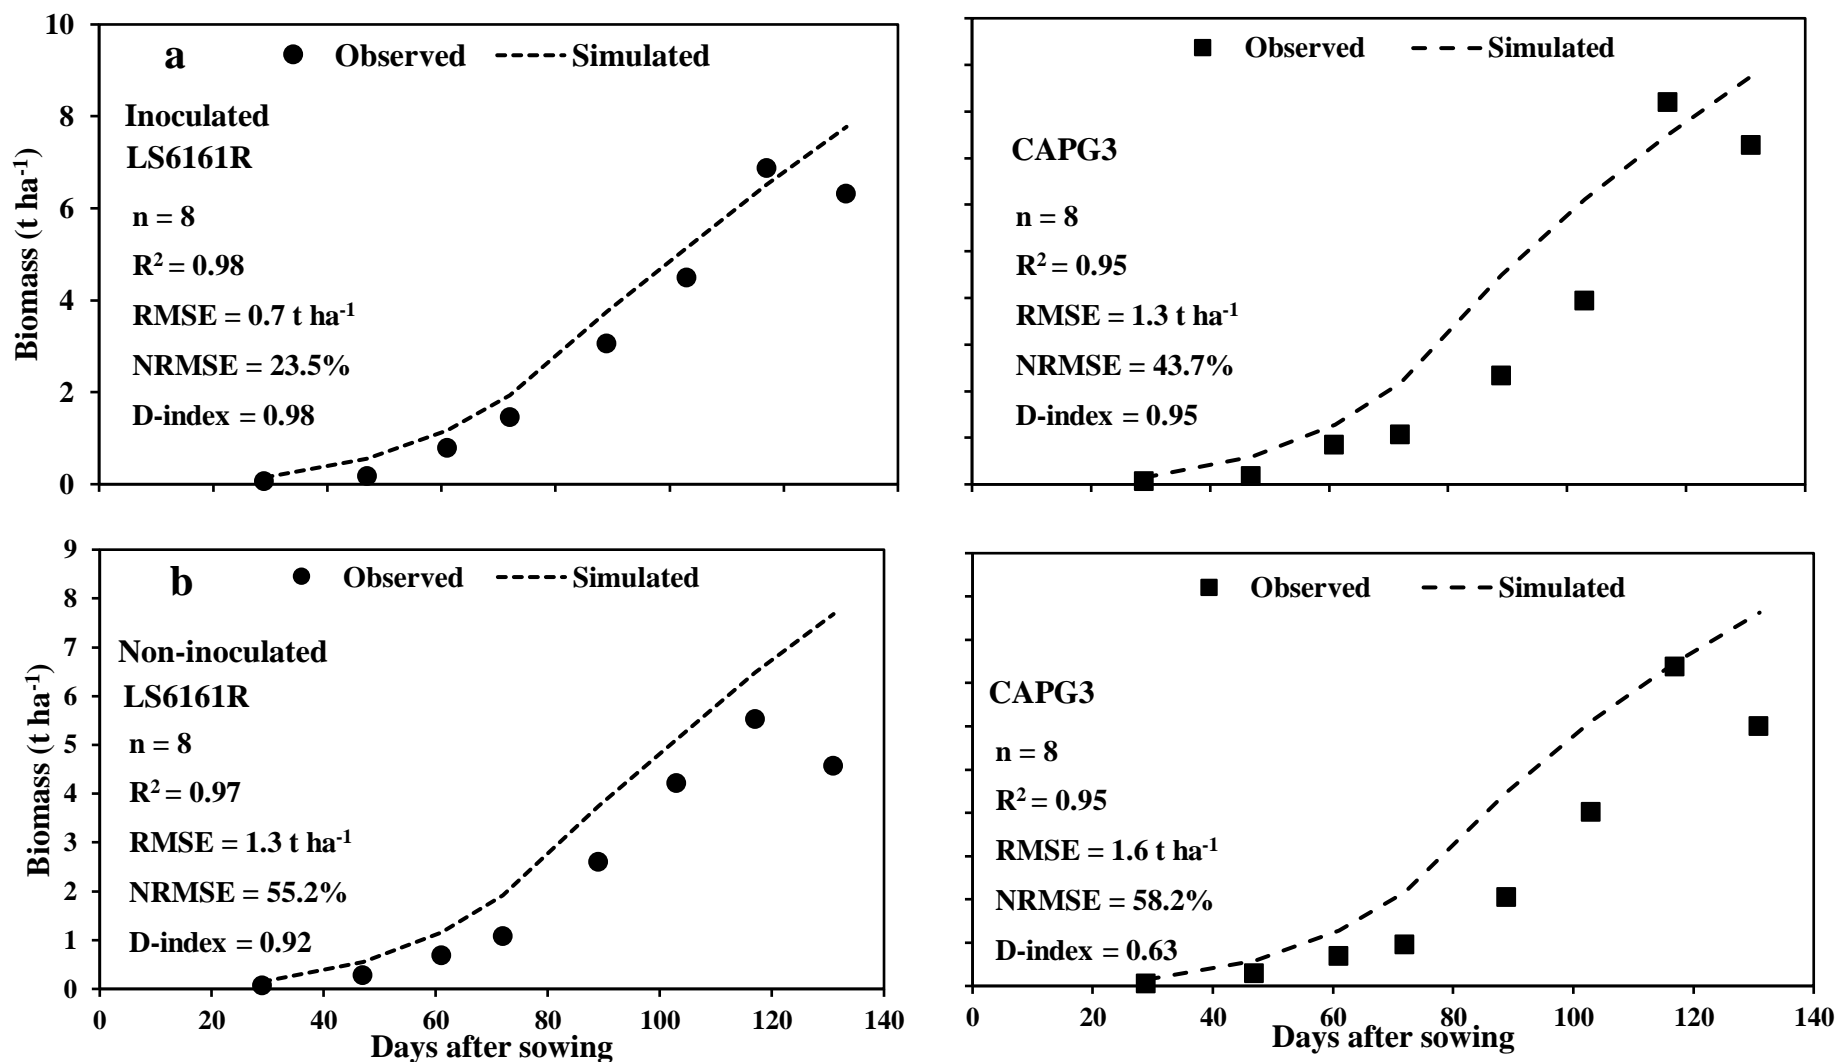 a
Observed
Simulated
Inoculated
LS6161R
n = 8
R² = 0.98
RMSE = 0.7 t ha⁻¹
NRMSE = 23.5%
D-index = 0.98
Biomass (t ha⁻¹)
10
8
6
4
2
0
Observed
Simulated
CAPG3
n = 8
R² = 0.95
RMSE = 1.3 t ha⁻¹
NRMSE = 43.7%
D-index = 0.95
b
Observed
Simulated
Non-inoculated
LS6161R
n = 8
R² = 0.97
RMSE = 1.3 t ha⁻¹
NRMSE = 55.2%
D-index = 0.92
Biomass (t ha⁻¹)
9
8
7
6
5
4
3
2
1
0
0 20 40 60 80 100 120 140
Days after sowing
Observed
Simulated
CAPG3
n = 8
R² = 0.95
RMSE = 1.6 t ha⁻¹
NRMSE = 58.2%
D-index = 0.63
0 20 40 60 80 100 120 140
Days after sowing